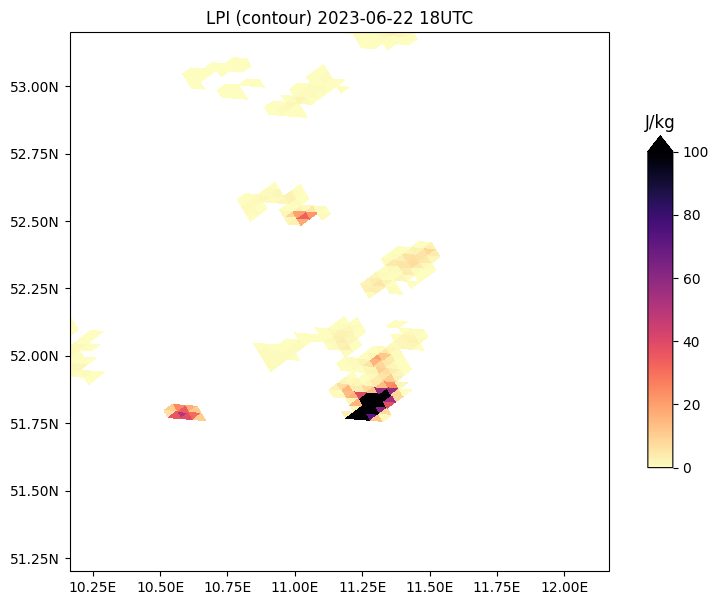 LPI (contour) 2023-06-22 18UTC
J/kg
100
80
60
40
20
0
53.00N
52.75N
52.50N
52.25N
52.00N
51.75N
51.50N
51.25N
10.25E 10.50E 10.75E 11.00E 11.25E 11.50E 11.75E 12.00E